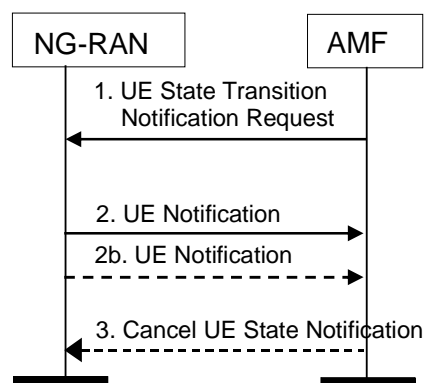 NG-RAN
AMF
1. UE State Transition
Notification Request
2. UE Notification
2b. UE Notification
3. Cancel UE State Notification